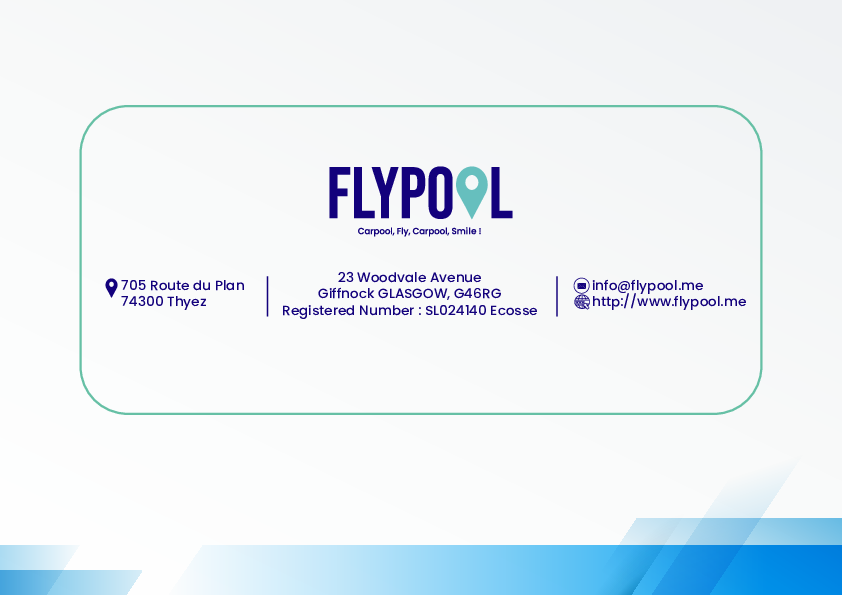 FLYPOOL
Carpool, Fly, Carpool, Smile !
705 Route du Plan
74300 Thyez
23 Woodvale Avenue
Giffnock GLASGOW, G46RG
Registered Number : SL024140 Ecosse
info@flypool.me
http://www.flypool.me